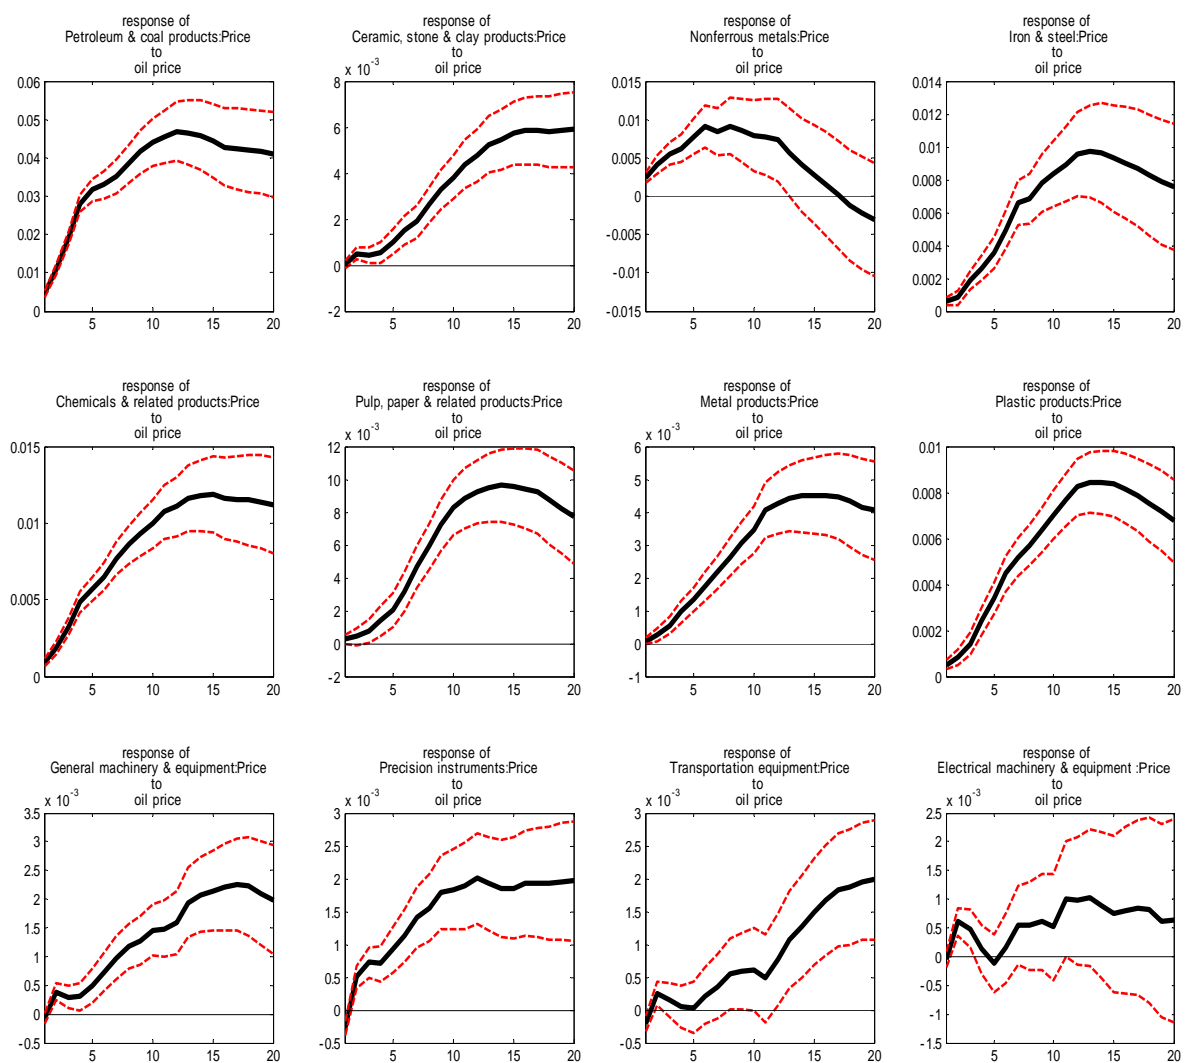 response of
Petroleum & coal products:Price
to
oil price
0.06
0.05
0.04
0.03
0.02
0.01
0
5
10
15
20
response of
Ceramic, stone & clay products:Price
to
oil price
x 10-3
8
6
4
2
0
-2
5
10
15
20
response of
Nonferrous metals:Price
to
oil price
0.015
0.01
0.005
0
-0.005
-0.01
-0.015
5
10
15
20
response of
Iron & steel:Price
to
oil price
0.014
0.012
0.01
0.008
0.006
0.004
0.002
0
5
10
15
20
response of
Chemicals & related products:Price
to
oil price
0.015
0.01
0.005
0
5
10
15
20
response of
Pulp, paper & related products:Price
to
oil price
x 10-3
12
10
8
6
4
2
0
-2
5
10
15
20
response of
Metal products:Price
to
oil price
x 10-3
6
5
4
3
2
1
0
-1
5
10
15
20
response of
Plastic products:Price
to
oil price
0.01
0.008
0.006
0.004
0.002
0
5
10
15
20
response of
General machinery & equipment:Price
to
oil price
x 10-3
3.5
3
2.5
2
1.5
1
0.5
0
-0.5
5
10
15
20
response of
Precision instruments:Price
to
oil price
x 10-3
3
2.5
2
1.5
1
0.5
0
-0.5
5
10
15
20
response of
Transportation equipment:Price
to
oil price
x 10-3
3
2.5
2
1.5
1
0.5
0
-0.5
5
10
15
20
response of
Electrical machinery & equipment :Price
to
oil price
x 10-3
2.5
2
1.5
1
0.5
0
-0.5
-1
-1.5
5
10
15
20